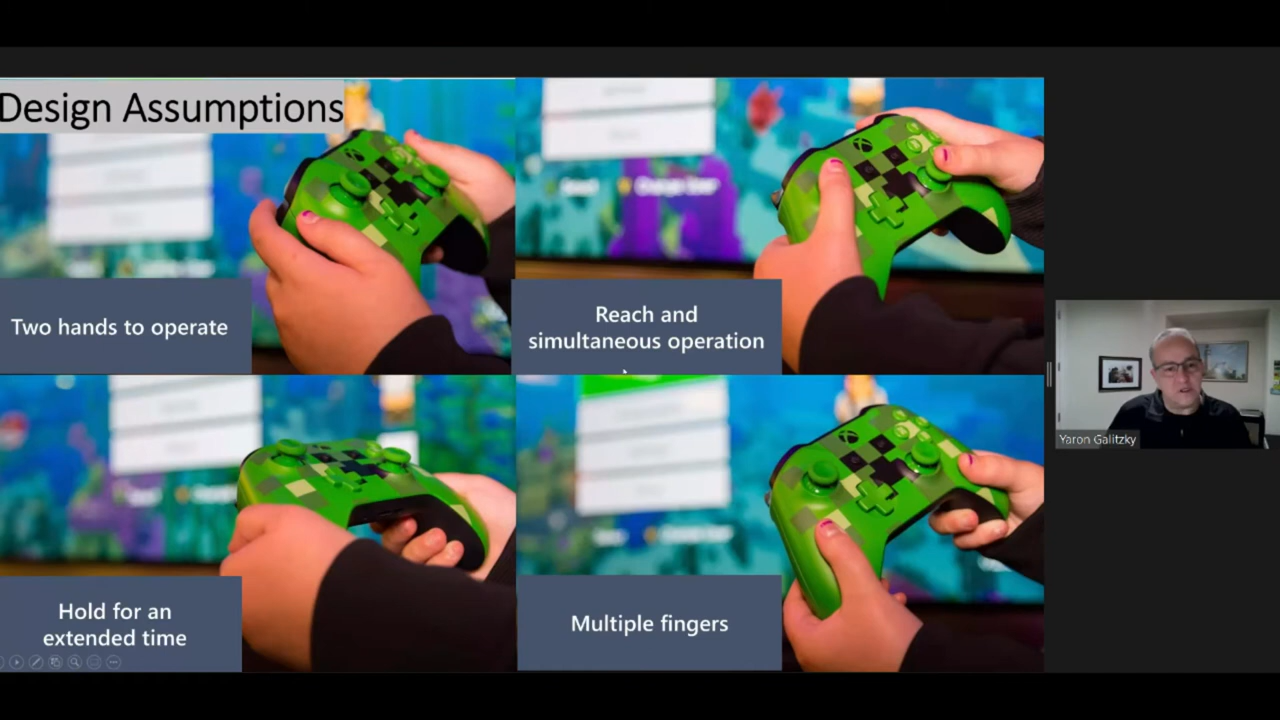 Design Assumptions
Two hands to operate
Reach and
simultaneous operation
Hold for an
extended time
Multiple fingers
Yaron Galitzky